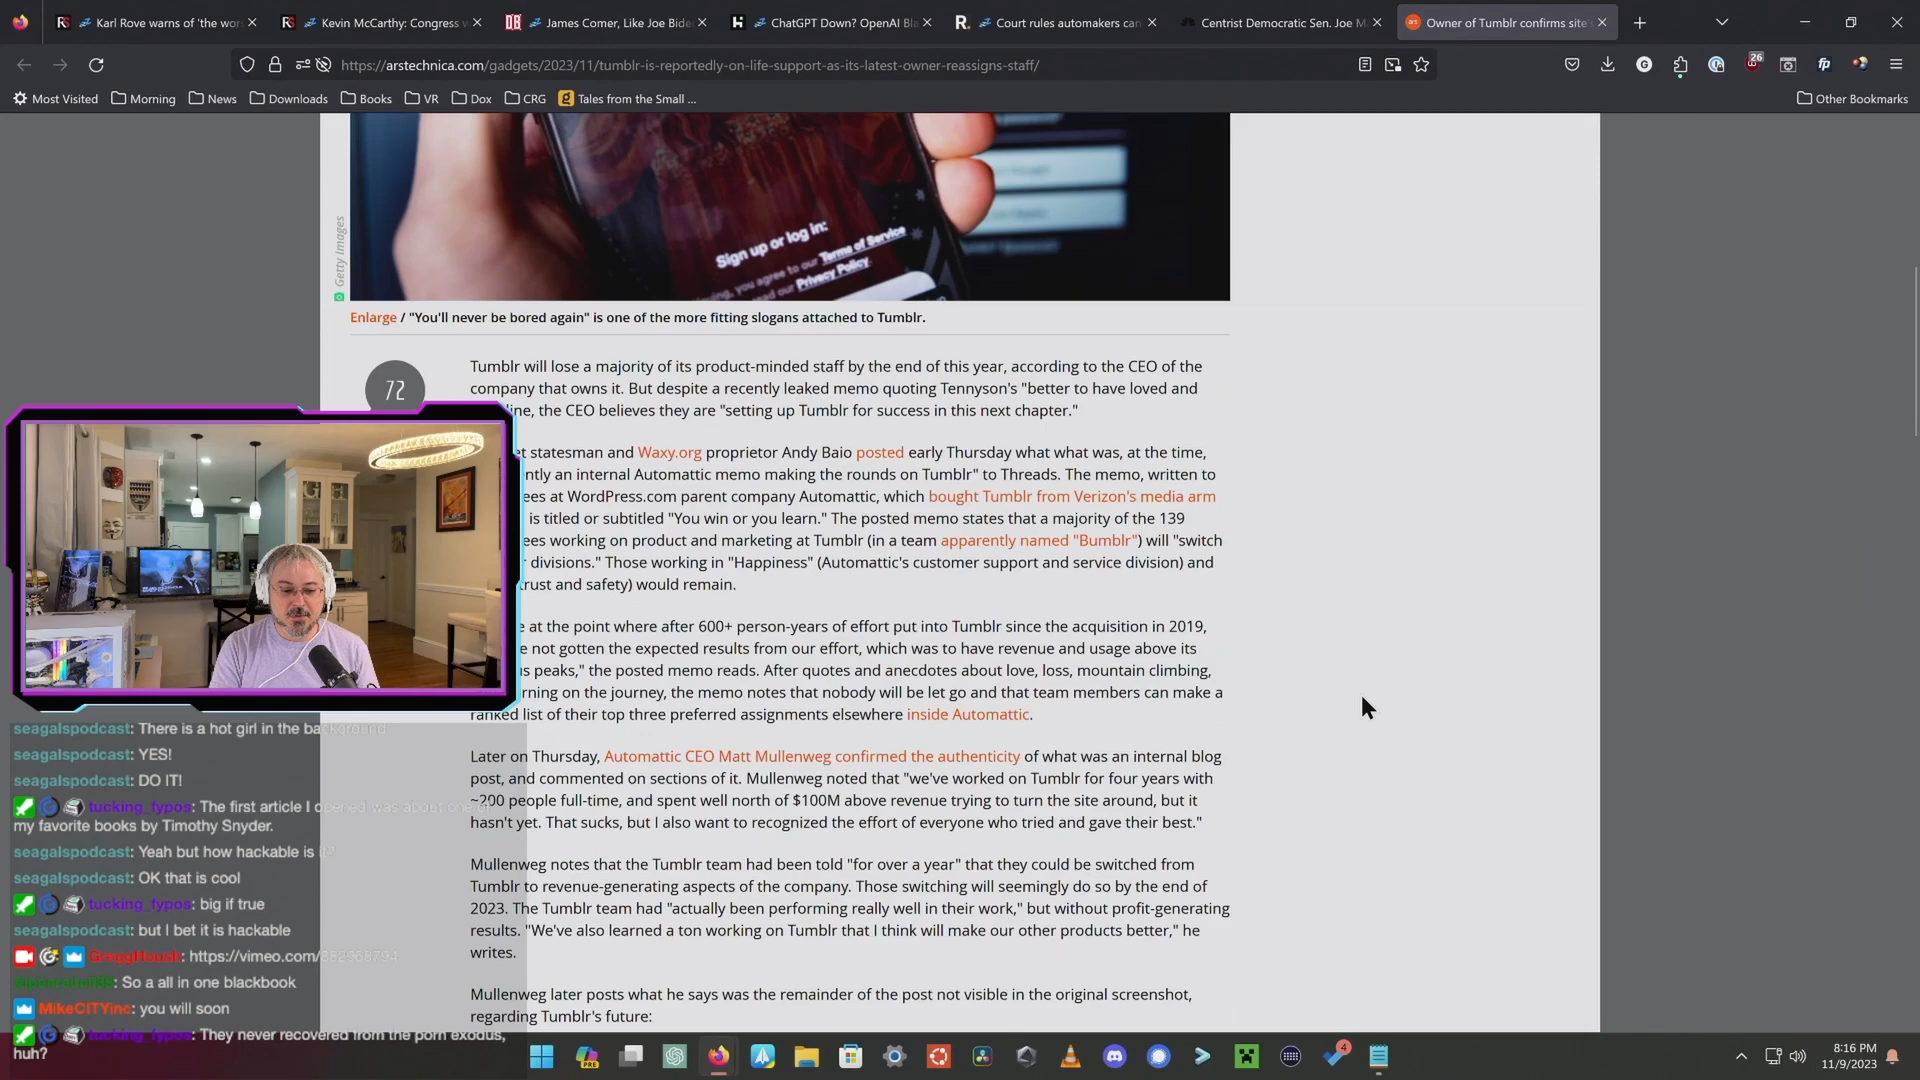 Karl Rove warns of 'the wor
Kevin McCarthy: Congress
James Comer, Like Joe Bide
ChatGPT Down? OpenAI Bla
Court rules automakers can
Centrist Democratic Sen. Joe M
Owner of Tumblr confirms site's
https://arstechnica.com/gadgets/2023/11/tumblr-is-reportedly-on-life-support-as-its-latest-owner-reassigns-staff/
26
Most Visited Morning News Downloads Books VR Dox CRG Tales from the Small ... Other Bookmarks
Sign up or log in:
agree to our Terms of Service
Privacy Policy
Getty Images
Enlarge / "You'll never be bored again" is one of the more fitting slogans attached to Tumblr.
72
Tumblr will lose a majority of its product-minded staff by the end of this year, according to the CEO of the
company that owns it. But despite a recently leaked memo quoting Tennyson's "better to have loved and
line, the CEO believes they are "setting up Tumblr for success in this next chapter."
statesman and Waxy.org proprietor Andy Baio posted early Thursday what what was, at the time,
an internal Automattic memo making the rounds on Tumblr" to Threads. The memo, written to
at WordPress.com parent company Automattic, which bought Tumblr from Verizon's media arm
is titled or subtitled "You win or you learn." The posted memo states that a majority of the 139
working on product and marketing at Tumblr (in a team apparently named "Bumblr") will "switch
divisions." Those working in "Happiness" (Automattic's customer support and service division) and
trust and safety) would remain.
at the point where after 600+ person-years of effort put into Tumblr since the acquisition in 2019,
not gotten the expected results from our effort, which was to have revenue and usage above its
peaks," the posted memo reads. After quotes and anecdotes about love, loss, mountain climbing,
on the journey, the memo notes that nobody will be let go and that team members can make a
ranked list of their top three preferred assignments elsewhere inside Automattic.
Later on Thursday, Automattic CEO Matt Mullenweg confirmed the authenticity of what was an internal blog
post, and commented on sections of it. Mullenweg noted that "we've worked on Tumblr for four years with
~200 people full-time, and spent well north of $100M above revenue trying to turn the site around, but it
hasn't yet. That sucks, but I also want to recognized the effort of everyone who tried and gave their best."
Mullenweg notes that the Tumblr team had been told "for over a year" that they could be switched from
Tumblr to revenue-generating aspects of the company. Those switching will seemingly do so by the end of
2023. The Tumblr team had "actually been performing really well in their work," but without profit-generating
results. "We've also learned a ton working on Tumblr that I think will make our other products better," he
writes.
Mullenweg later posts what he says was the remainder of the post not visible in the original screenshot,
regarding Tumblr's future:
seagalspodcast: There is a hot girl in the background
seagalspodcast: YES!
seagalspodcast: DO IT!
tucking_fypos: The first article I opened was about one
my favorite books by Timothy Snyder.
seagalspodcast: Yeah but how hackable is it
seagalspodcast: OK that is cool
tucking_fypos: big if true
seagalspodcast: but I bet it is hackable
https://vimeo.com/
So a all in one blackbook
MikeCITYinc: you will soon
tucking_fypos: They never recovered from the porn exodus,
huh?
PRE
4
8:16 PM
11/9/2023